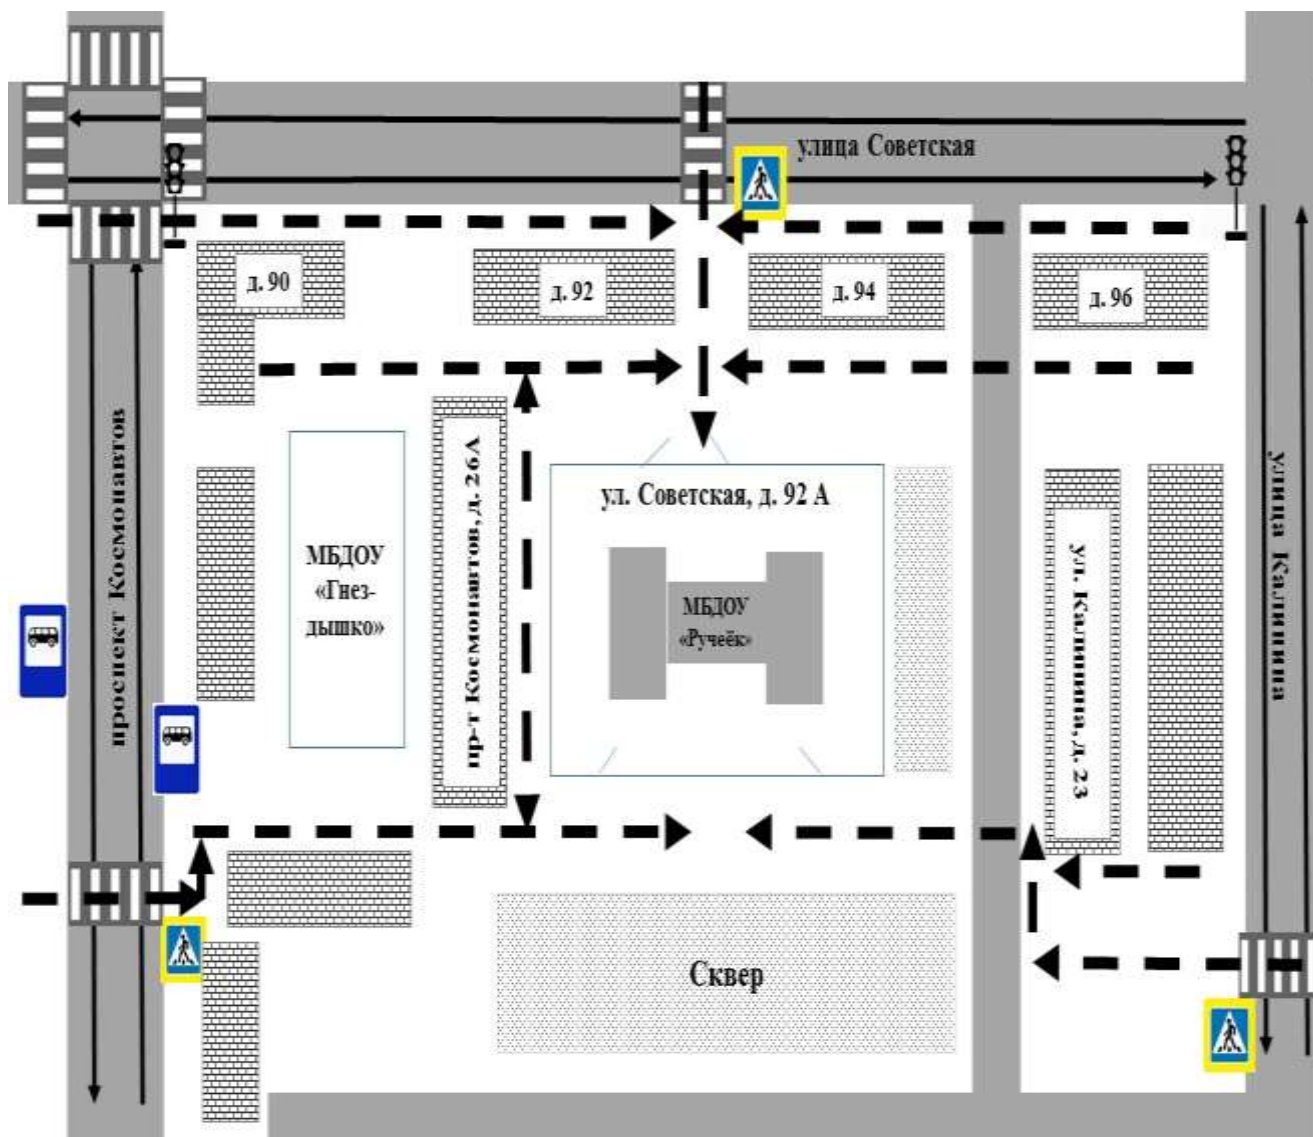 улица Советская
д. 90
д. 92
д. 94
д. 96
проспект Космонавтов
МБДОУ
«Гнез-
дышко»
пр-т Космонавтов, д. 26А
ул. Советская, д. 92 А
МБДОУ
«Ручеёк»
ул. Калинина, д. 23
улица Калинина
Сквер